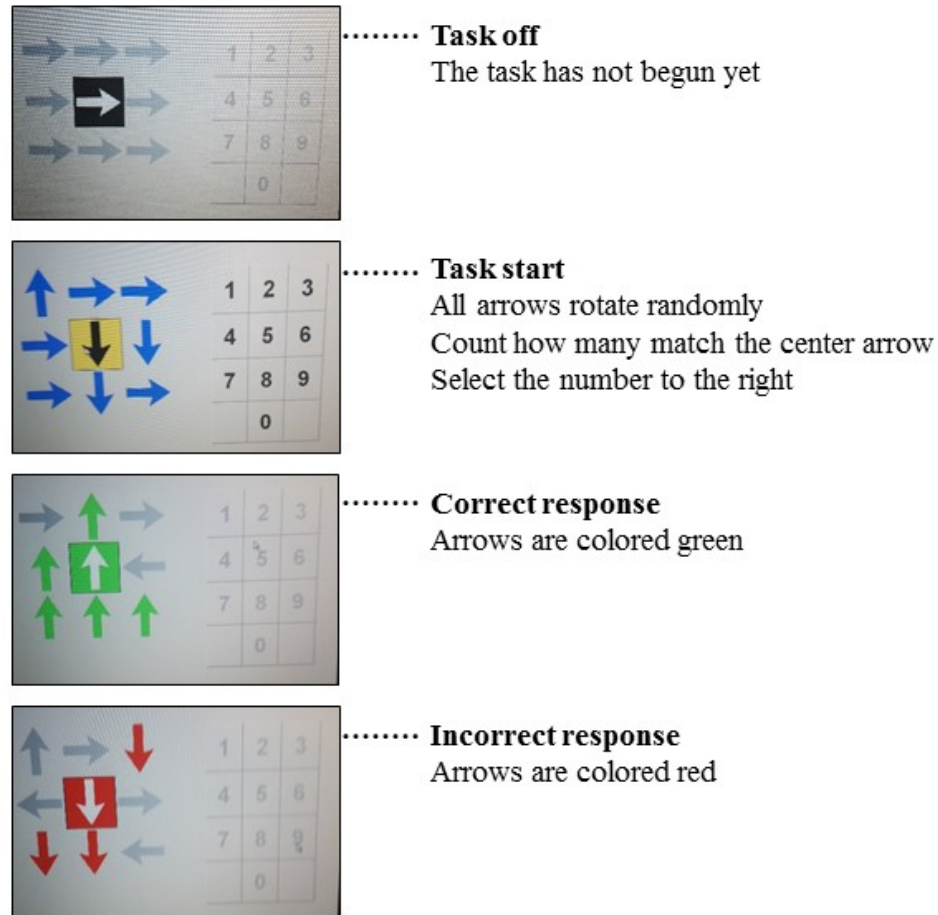 1 2 3
4 5 6
7 8 9
0
........ Task off
The task has not begun yet
1 2 3
4 5 6
7 8 9
0
........ Task start
All arrows rotate randomly
Count how many match the center arrow
Select the number to the right
1 2 3
4 5 6
7 8 9
0
........ Correct response
Arrows are colored green
1 2 3
4 5 6
7 8 9
0
........ Incorrect response
Arrows are colored red